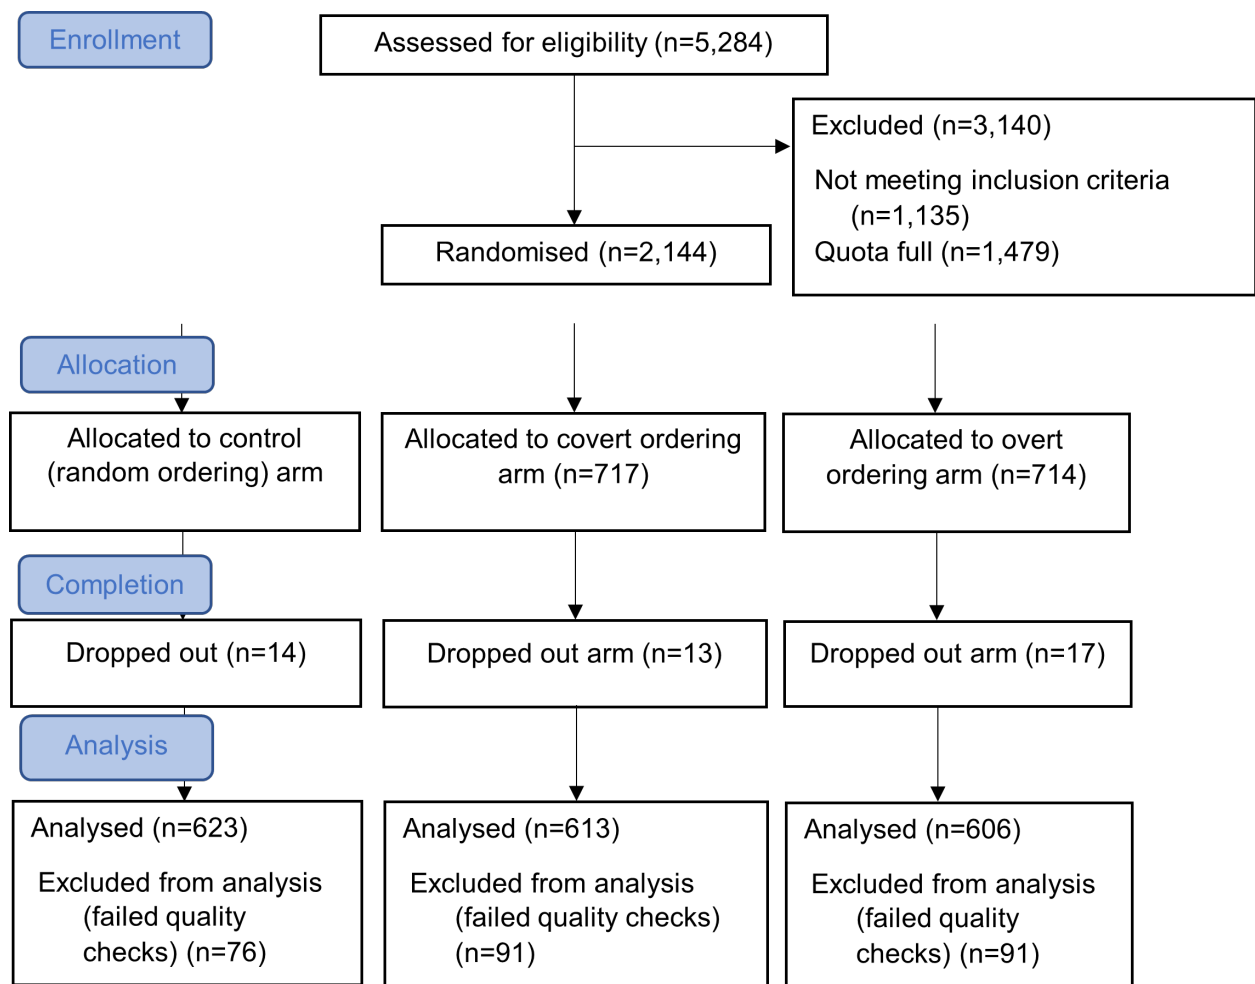 Enrollment
Assessed for eligibility (n=5,284)
Excluded (n=3,140)
Not meeting inclusion criteria
(n=1,135)
Quota full (n=1,479)
Randomised (n=2,144)
Allocation
Allocated to control
(random ordering) arm
Allocated to covert ordering
arm (n=717)
Allocated to overt
ordering arm (n=714)
Completion
Dropped out (n=14)
Dropped out arm (n=13)
Dropped out arm (n=17)
Analysis
Analysed (n=623)
Excluded from analysis
(failed quality
checks) (n=76)
Analysed (n=613)
Excluded from analysis
(failed quality checks)
(n=91)
Analysed (n=606)
Excluded from analysis
(failed quality
checks) (n=91)